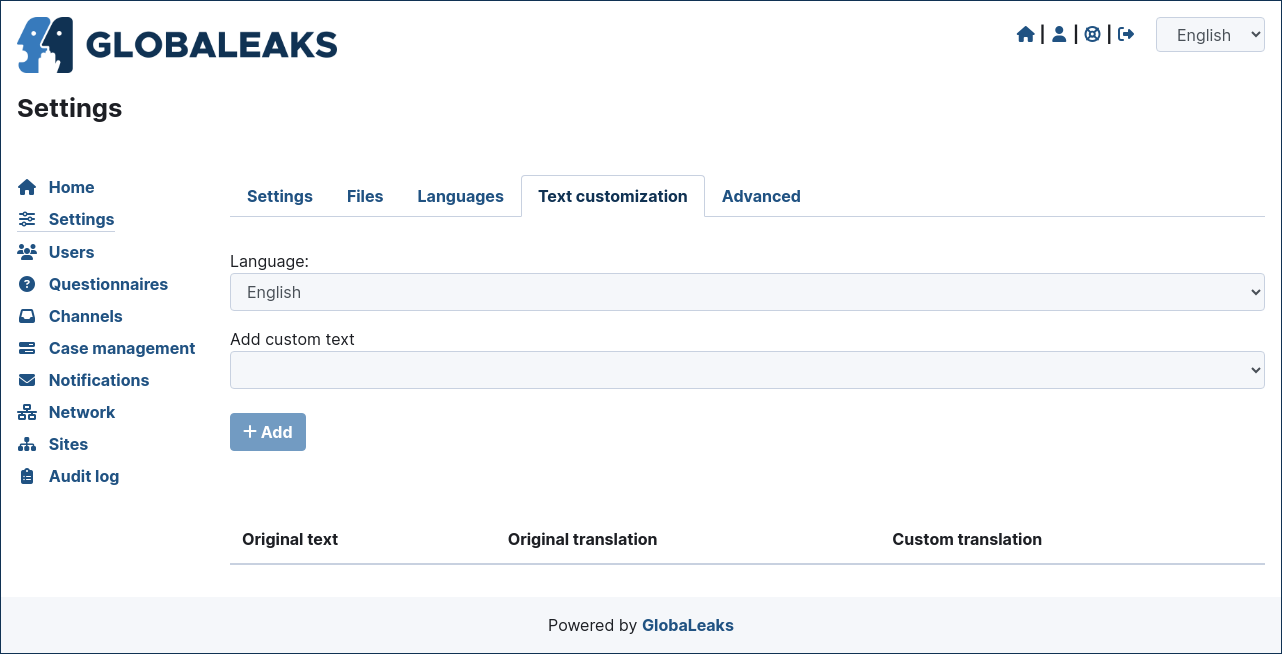 GLOBALEAKS
| | |
English
Settings
Home
Settings
Users
Questionnaires
Channels
Case management
Notifications
Network
Sites
Audit log
Settings Files Languages Text customization Advanced
Language:
English
Add custom text
+ Add
Original text Original translation Custom translation
Powered by GlobaLeaks